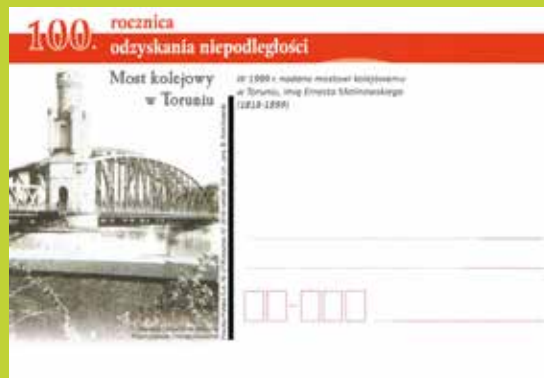 100. rocznica
odzyskania niepodległości
Most kolejowy
w Toruniu
W 1999 r. nadano mostowi kolejowemu
w Toruniu, imię Ernesta Malinowskiego
(1818-1899)